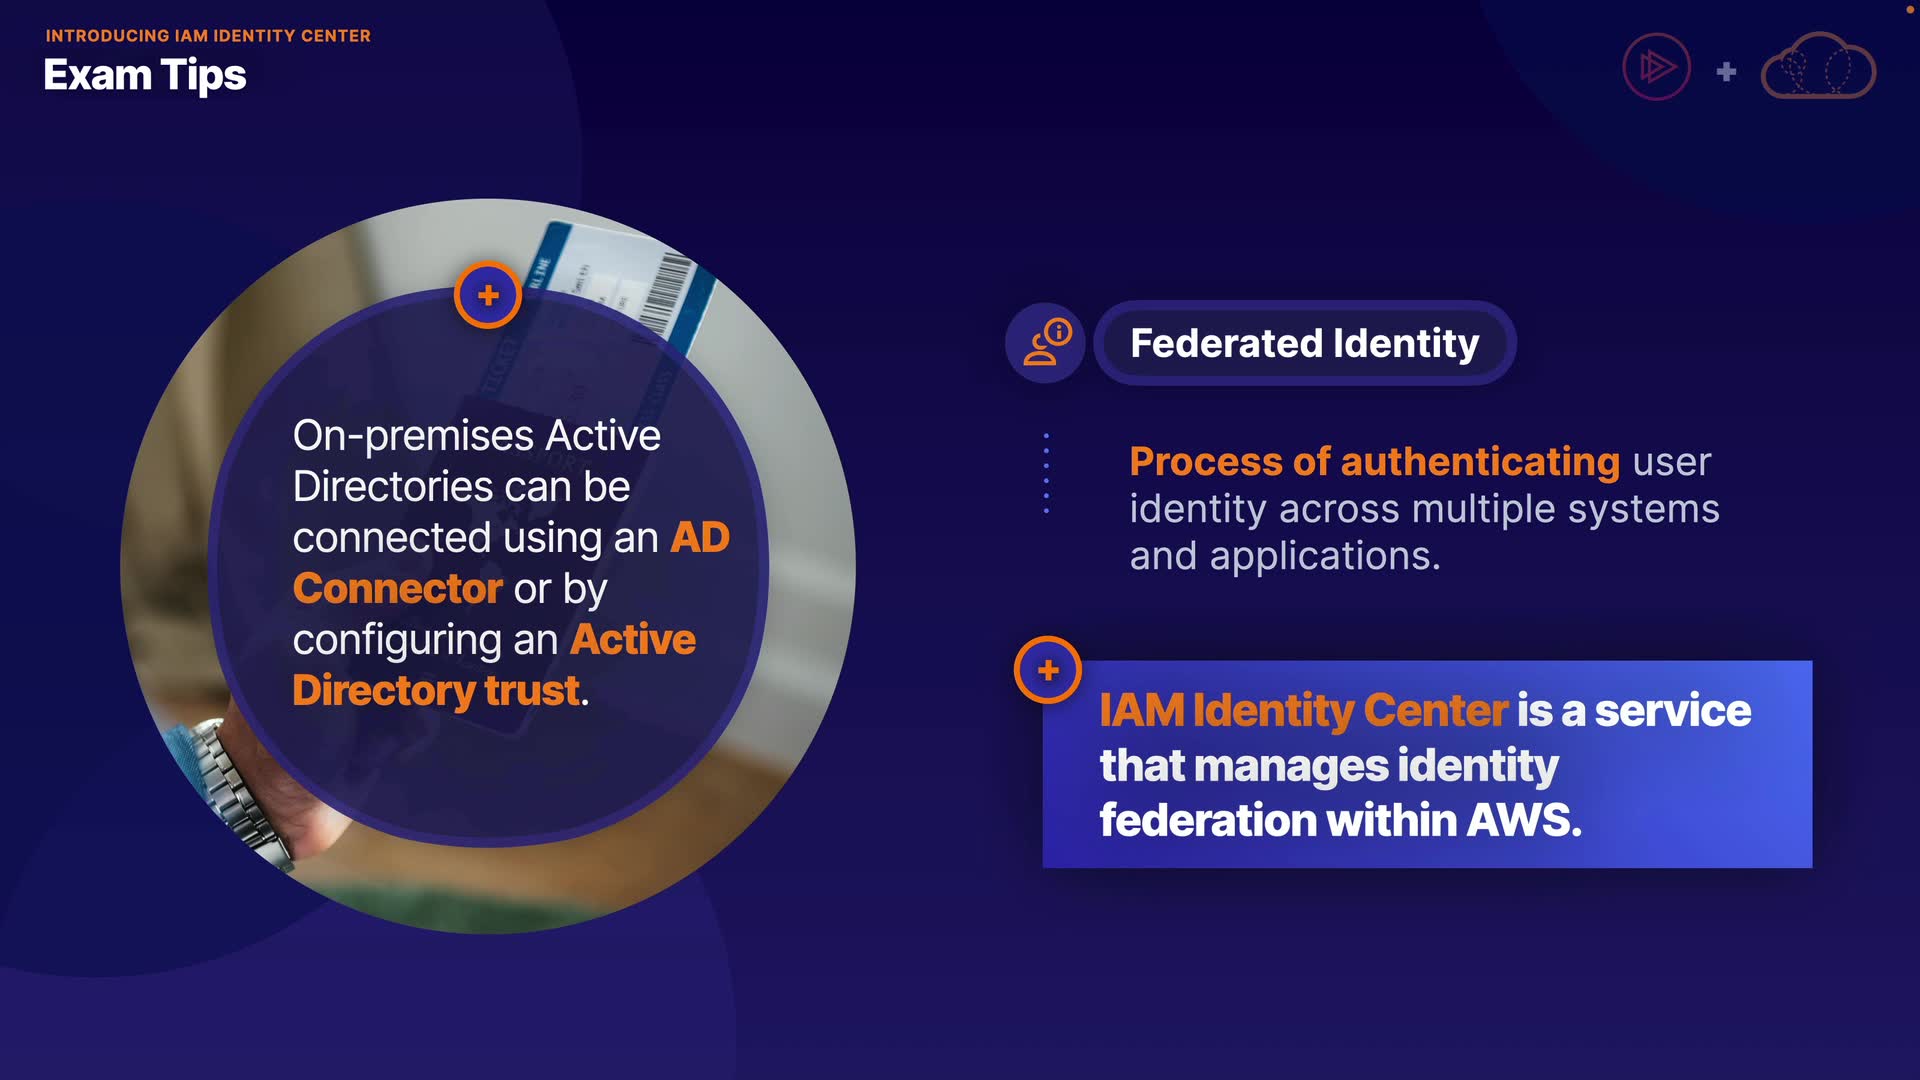 INTRODUCING IAM IDENTITY CENTER
Exam Tips
On-premises Active
Directories can be
connected using an AD
Connector or by
configuring an Active
Directory trust.
Federated Identity
Process of authenticating user
identity across multiple systems
and applications.
IAM Identity Center is a service
that manages identity
federation within AWS.